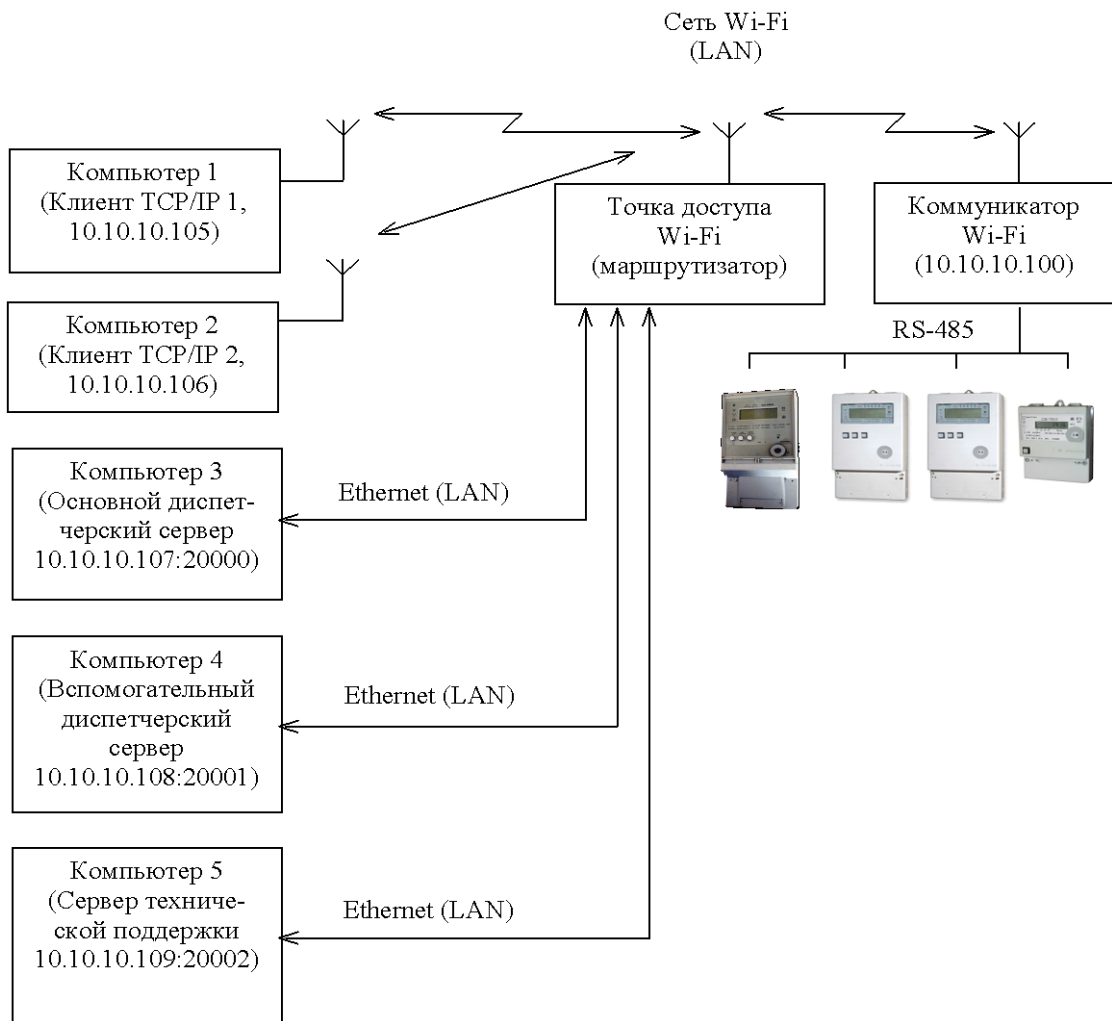 Сеть Wi-Fi
(LAN)
Компьютер 1
(Клиент TCP/IP 1,
10.10.10.105)
Точка доступа
Wi-Fi
(маршрутизатор)
Коммуникатор
Wi-Fi
(10.10.10.100)
Компьютер 2
(Клиент TCP/IP 2,
10.10.10.106)
RS-485
Компьютер 3
(Основной диспет-
черский сервер
10.10.10.107:20000)
Ethernet (LAN)
Компьютер 4
(Вспомогательный
диспетчерский
сервер
10.10.10.108:20001)
Ethernet (LAN)
Компьютер 5
(Сервер техниче-
ской поддержки
10.10.10.109:20002)
Ethernet (LAN)